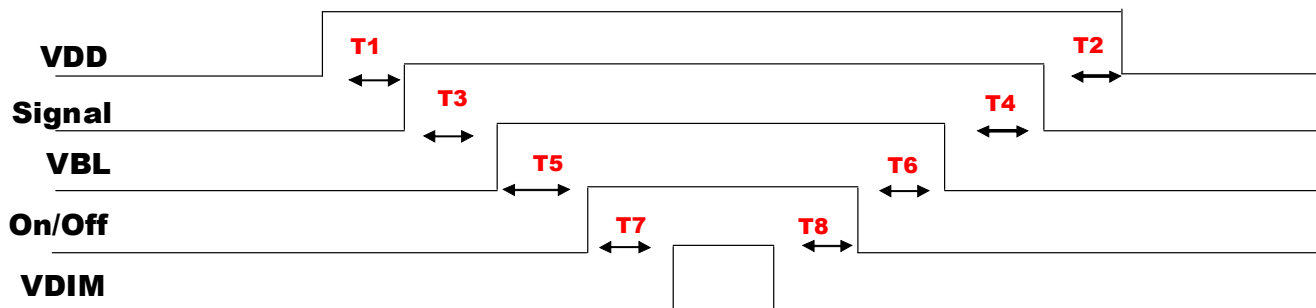 T1
T2
VDD
T3
T4
Signal
VBL
T5
T6
On/Off
T7
T8
VDIM